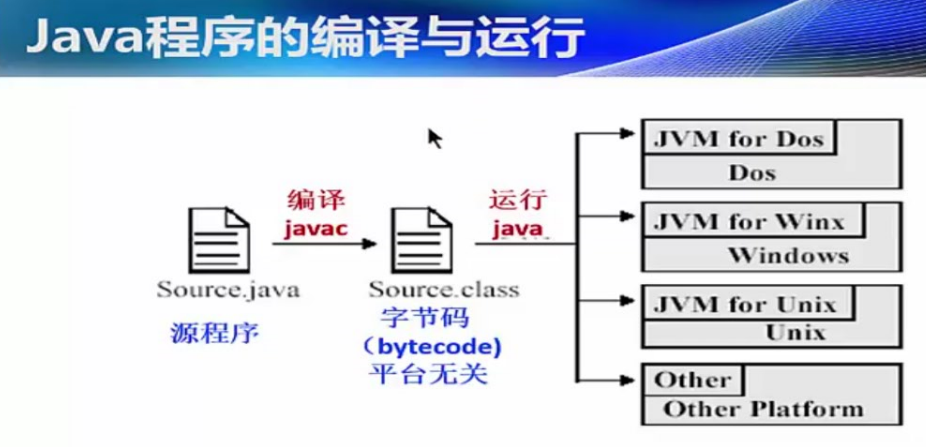 Java程序的编译与运行
编译
javac
运行
java
Source.java
源程序
Source.class
字节码
（bytecode)
平台无关
JVM for Dos
Dos
JVM for Winx
Windows
JVM for Unix
Unix
Other
Other Platform